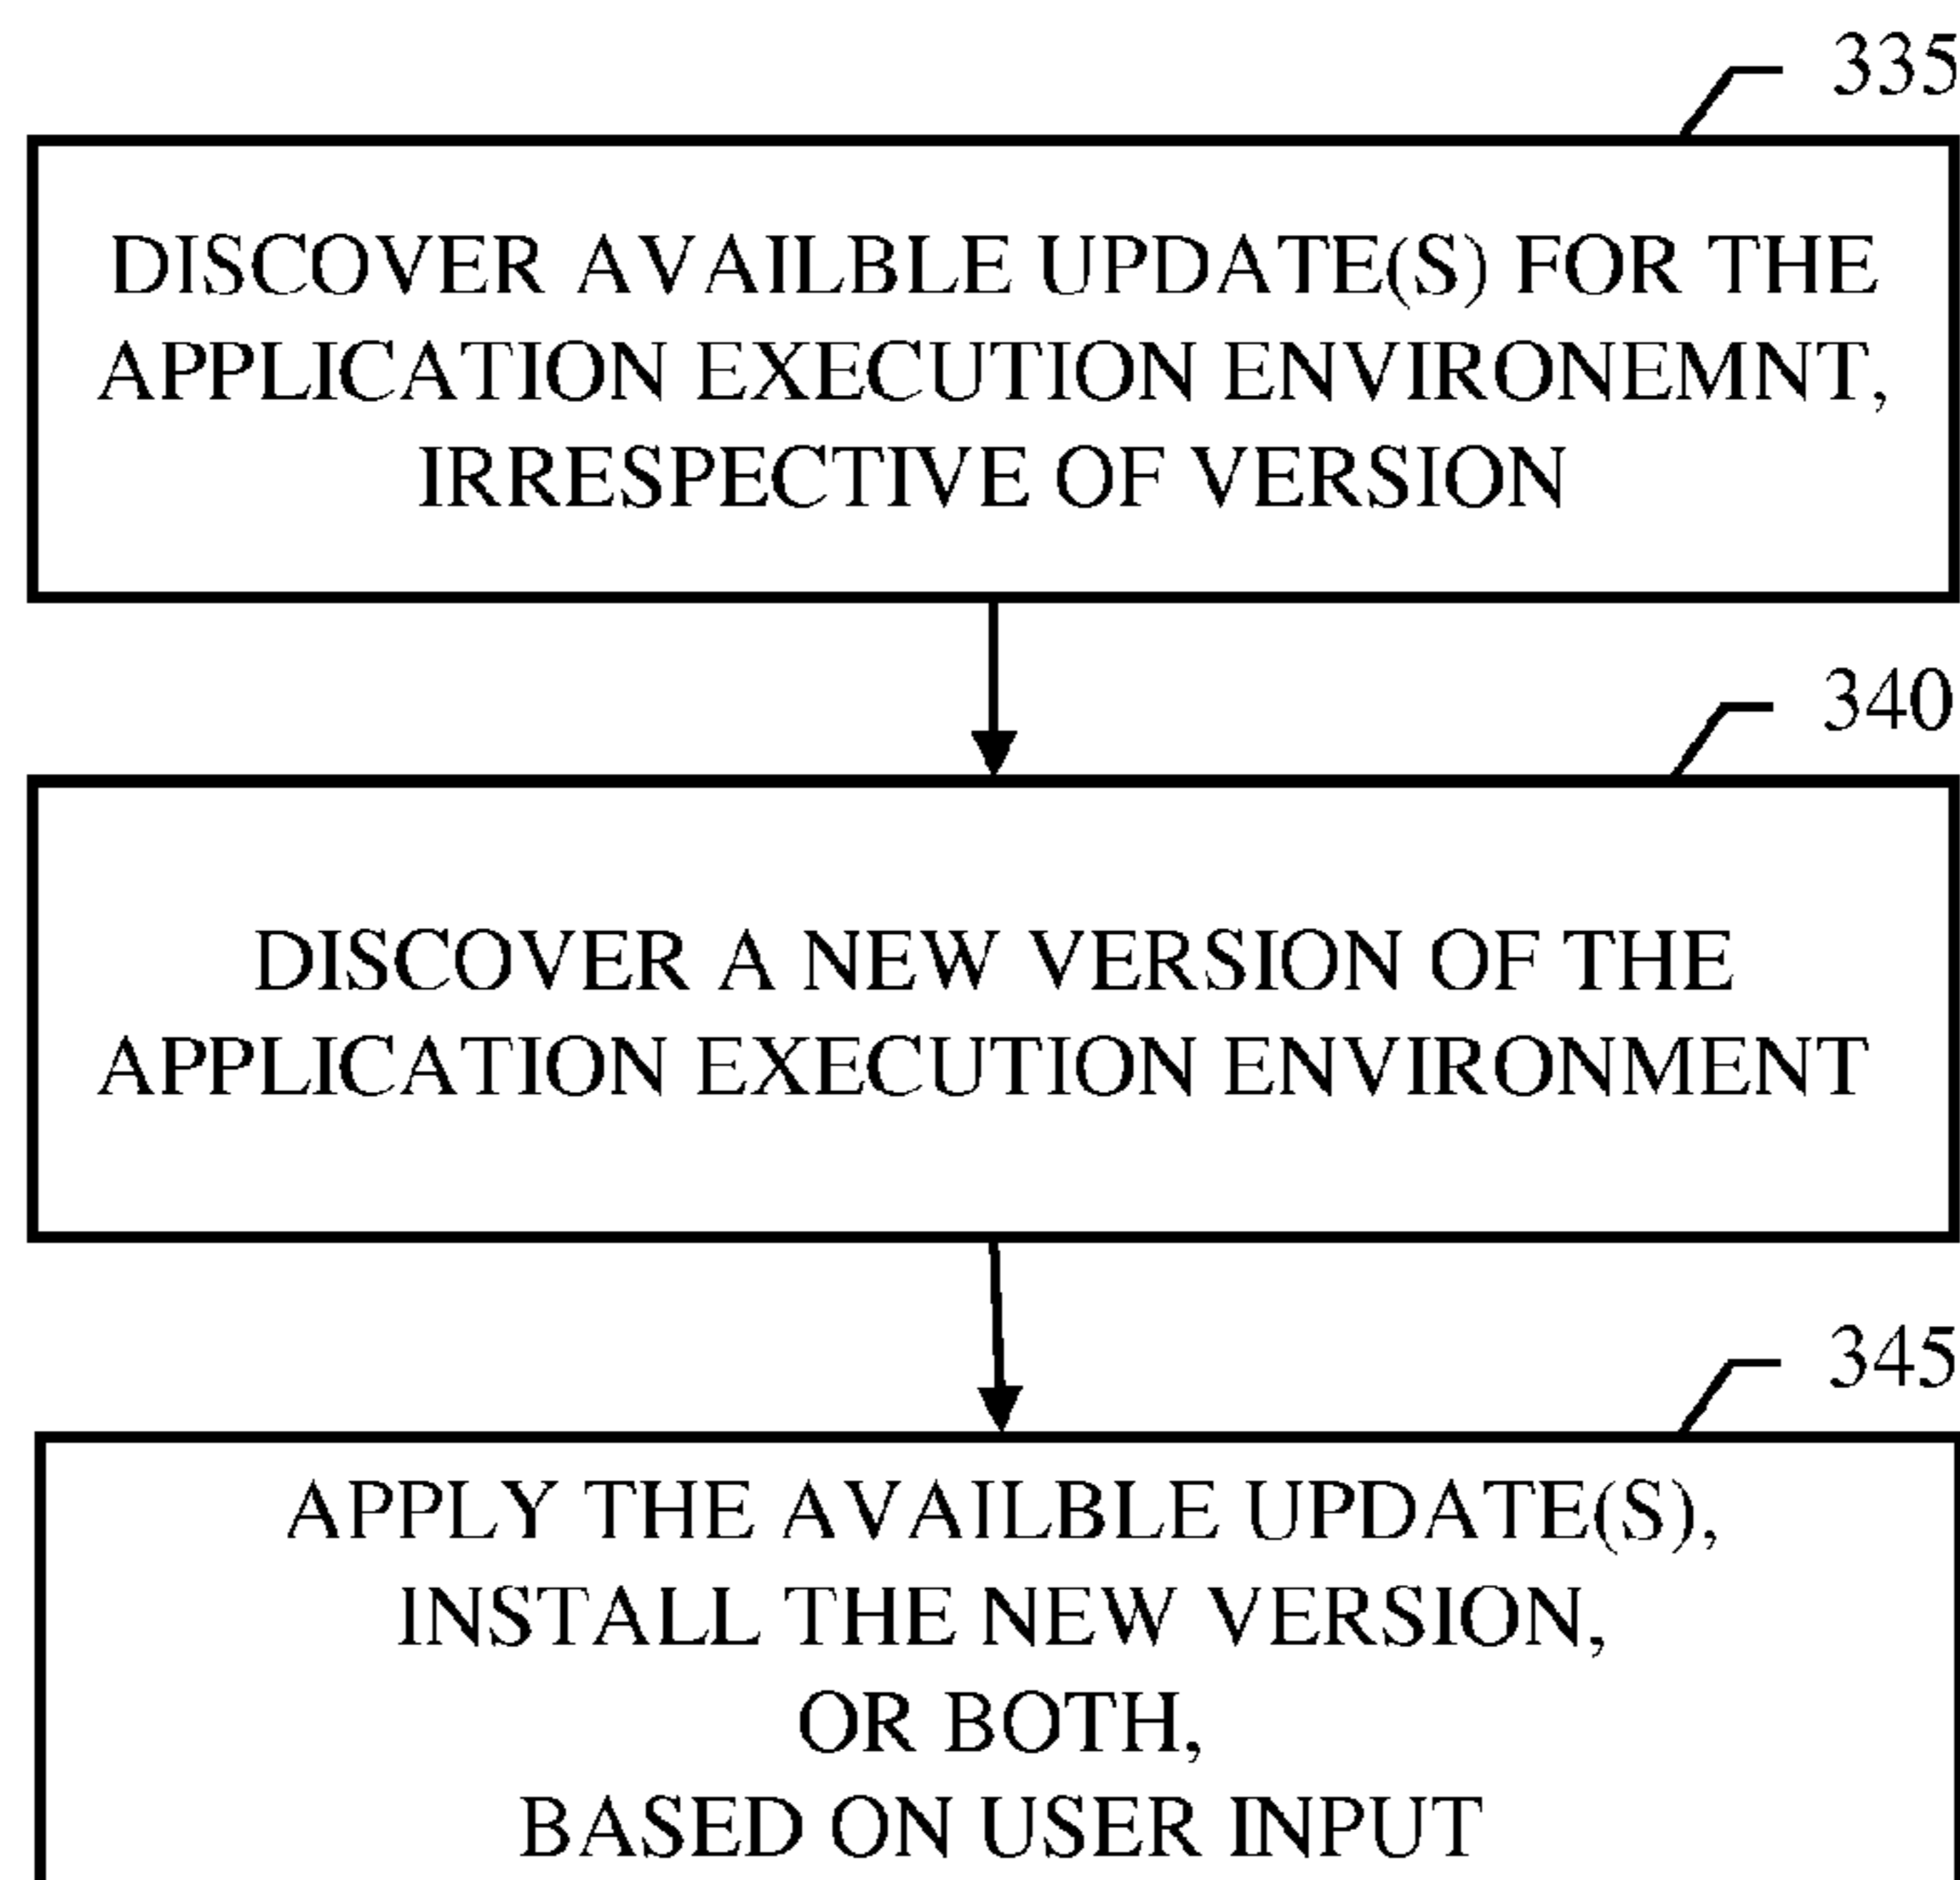 335
DISCOVER AVAILBLE UPDATE(S) FOR THE
APPLICATION EXECUTION ENVIRONEMNT,
IRRESPECTIVE OF VERSION
340
DISCOVER A NEW VERSION OF THE
APPLICATION EXECUTION ENVIRONMENT
345
APPLY THE AVAILBLE UPDATE(S),
INSTALL THE NEW VERSION,
OR BOTH,
BASED ON USER INPUT